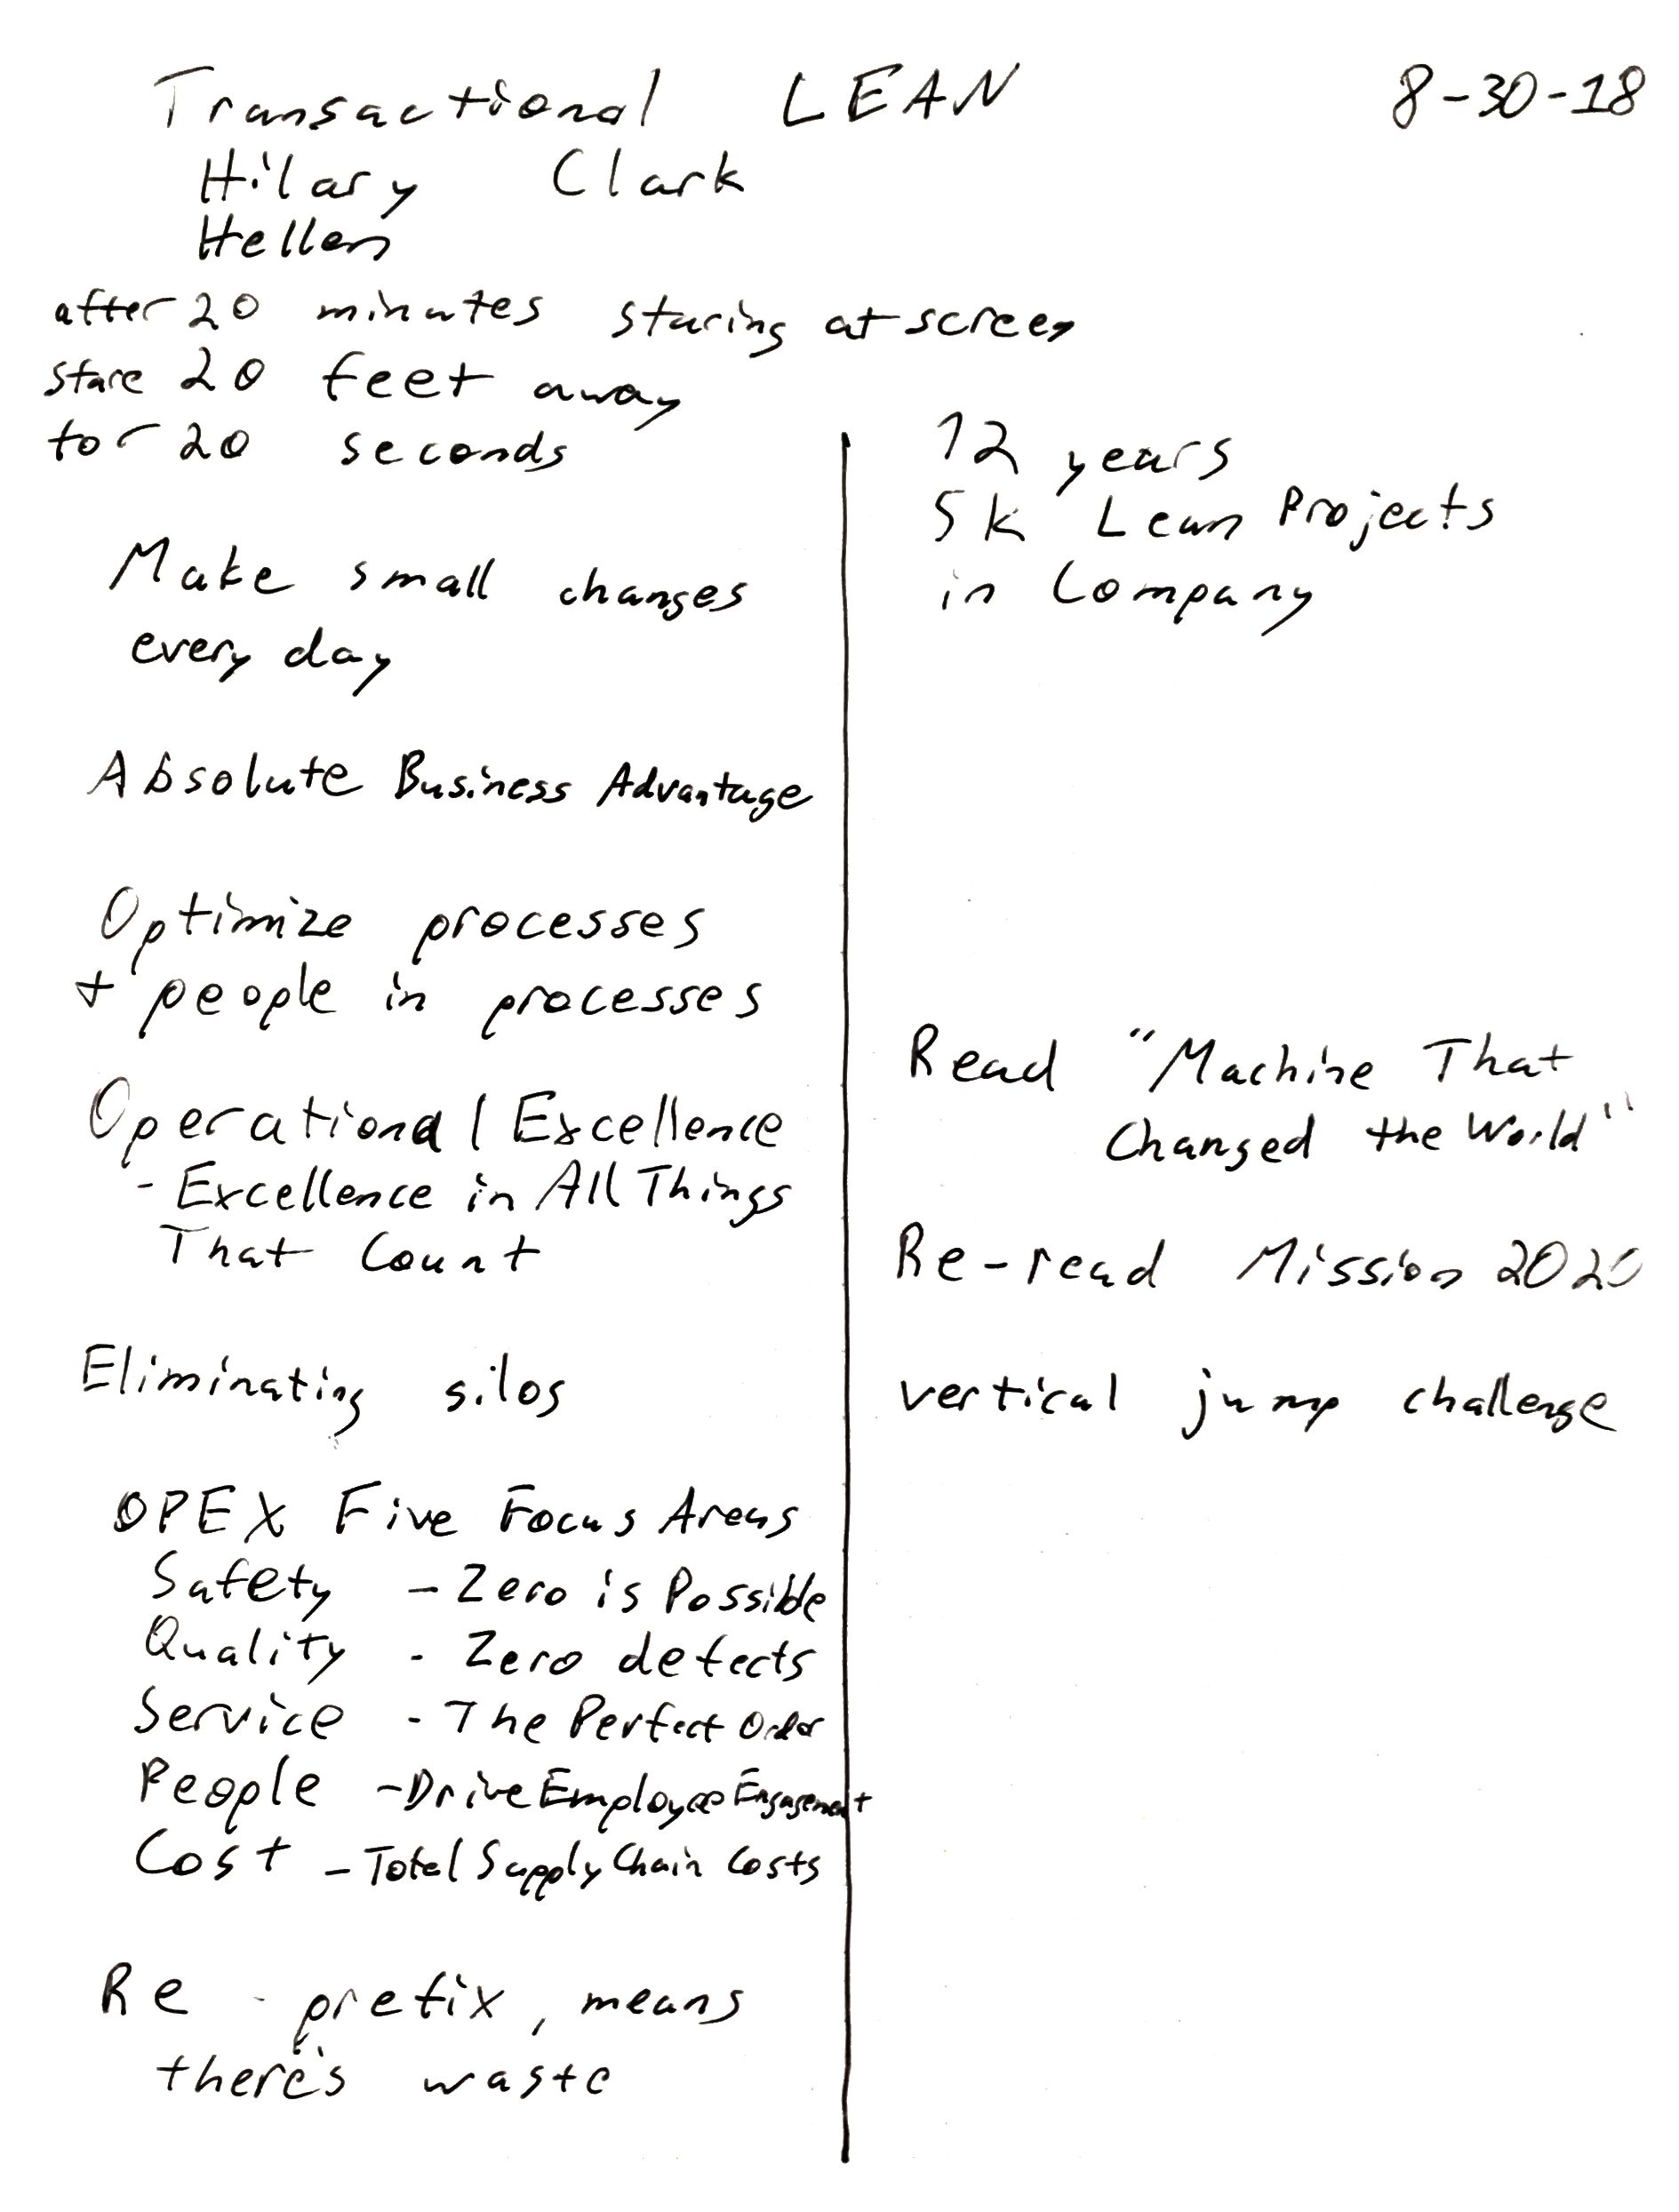 Transactional LEAN 8-30-18
Hilary Clark
Hellen
after 20 minutes staring at screen
stare 20 feet away
for 20 seconds
Make small changes
every day
Absolute Business Advantage
Optimize processes
+ people in processes
Operational Excellence
- Excellence in All Things
That Count
Eliminating silos
OPEX Five Focus Areas
Safety - Zero is Possible
Quality - Zero defects
Service - The Perfect Order
People - Drive Employee Engagement
Cost - Total Supply Chain Costs
Re - prefix, means
there's waste
12 years
5k Lean Projects
in Company
Read "Machine That
Changed the World"
Re-read Mission 2020
vertical jump challenge